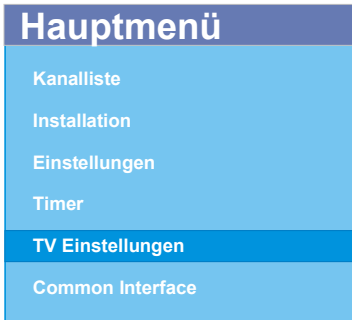 Hauptmenü
Kanalliste
Installation
Einstellungen
Timer
TV Einstellungen
Common Interface